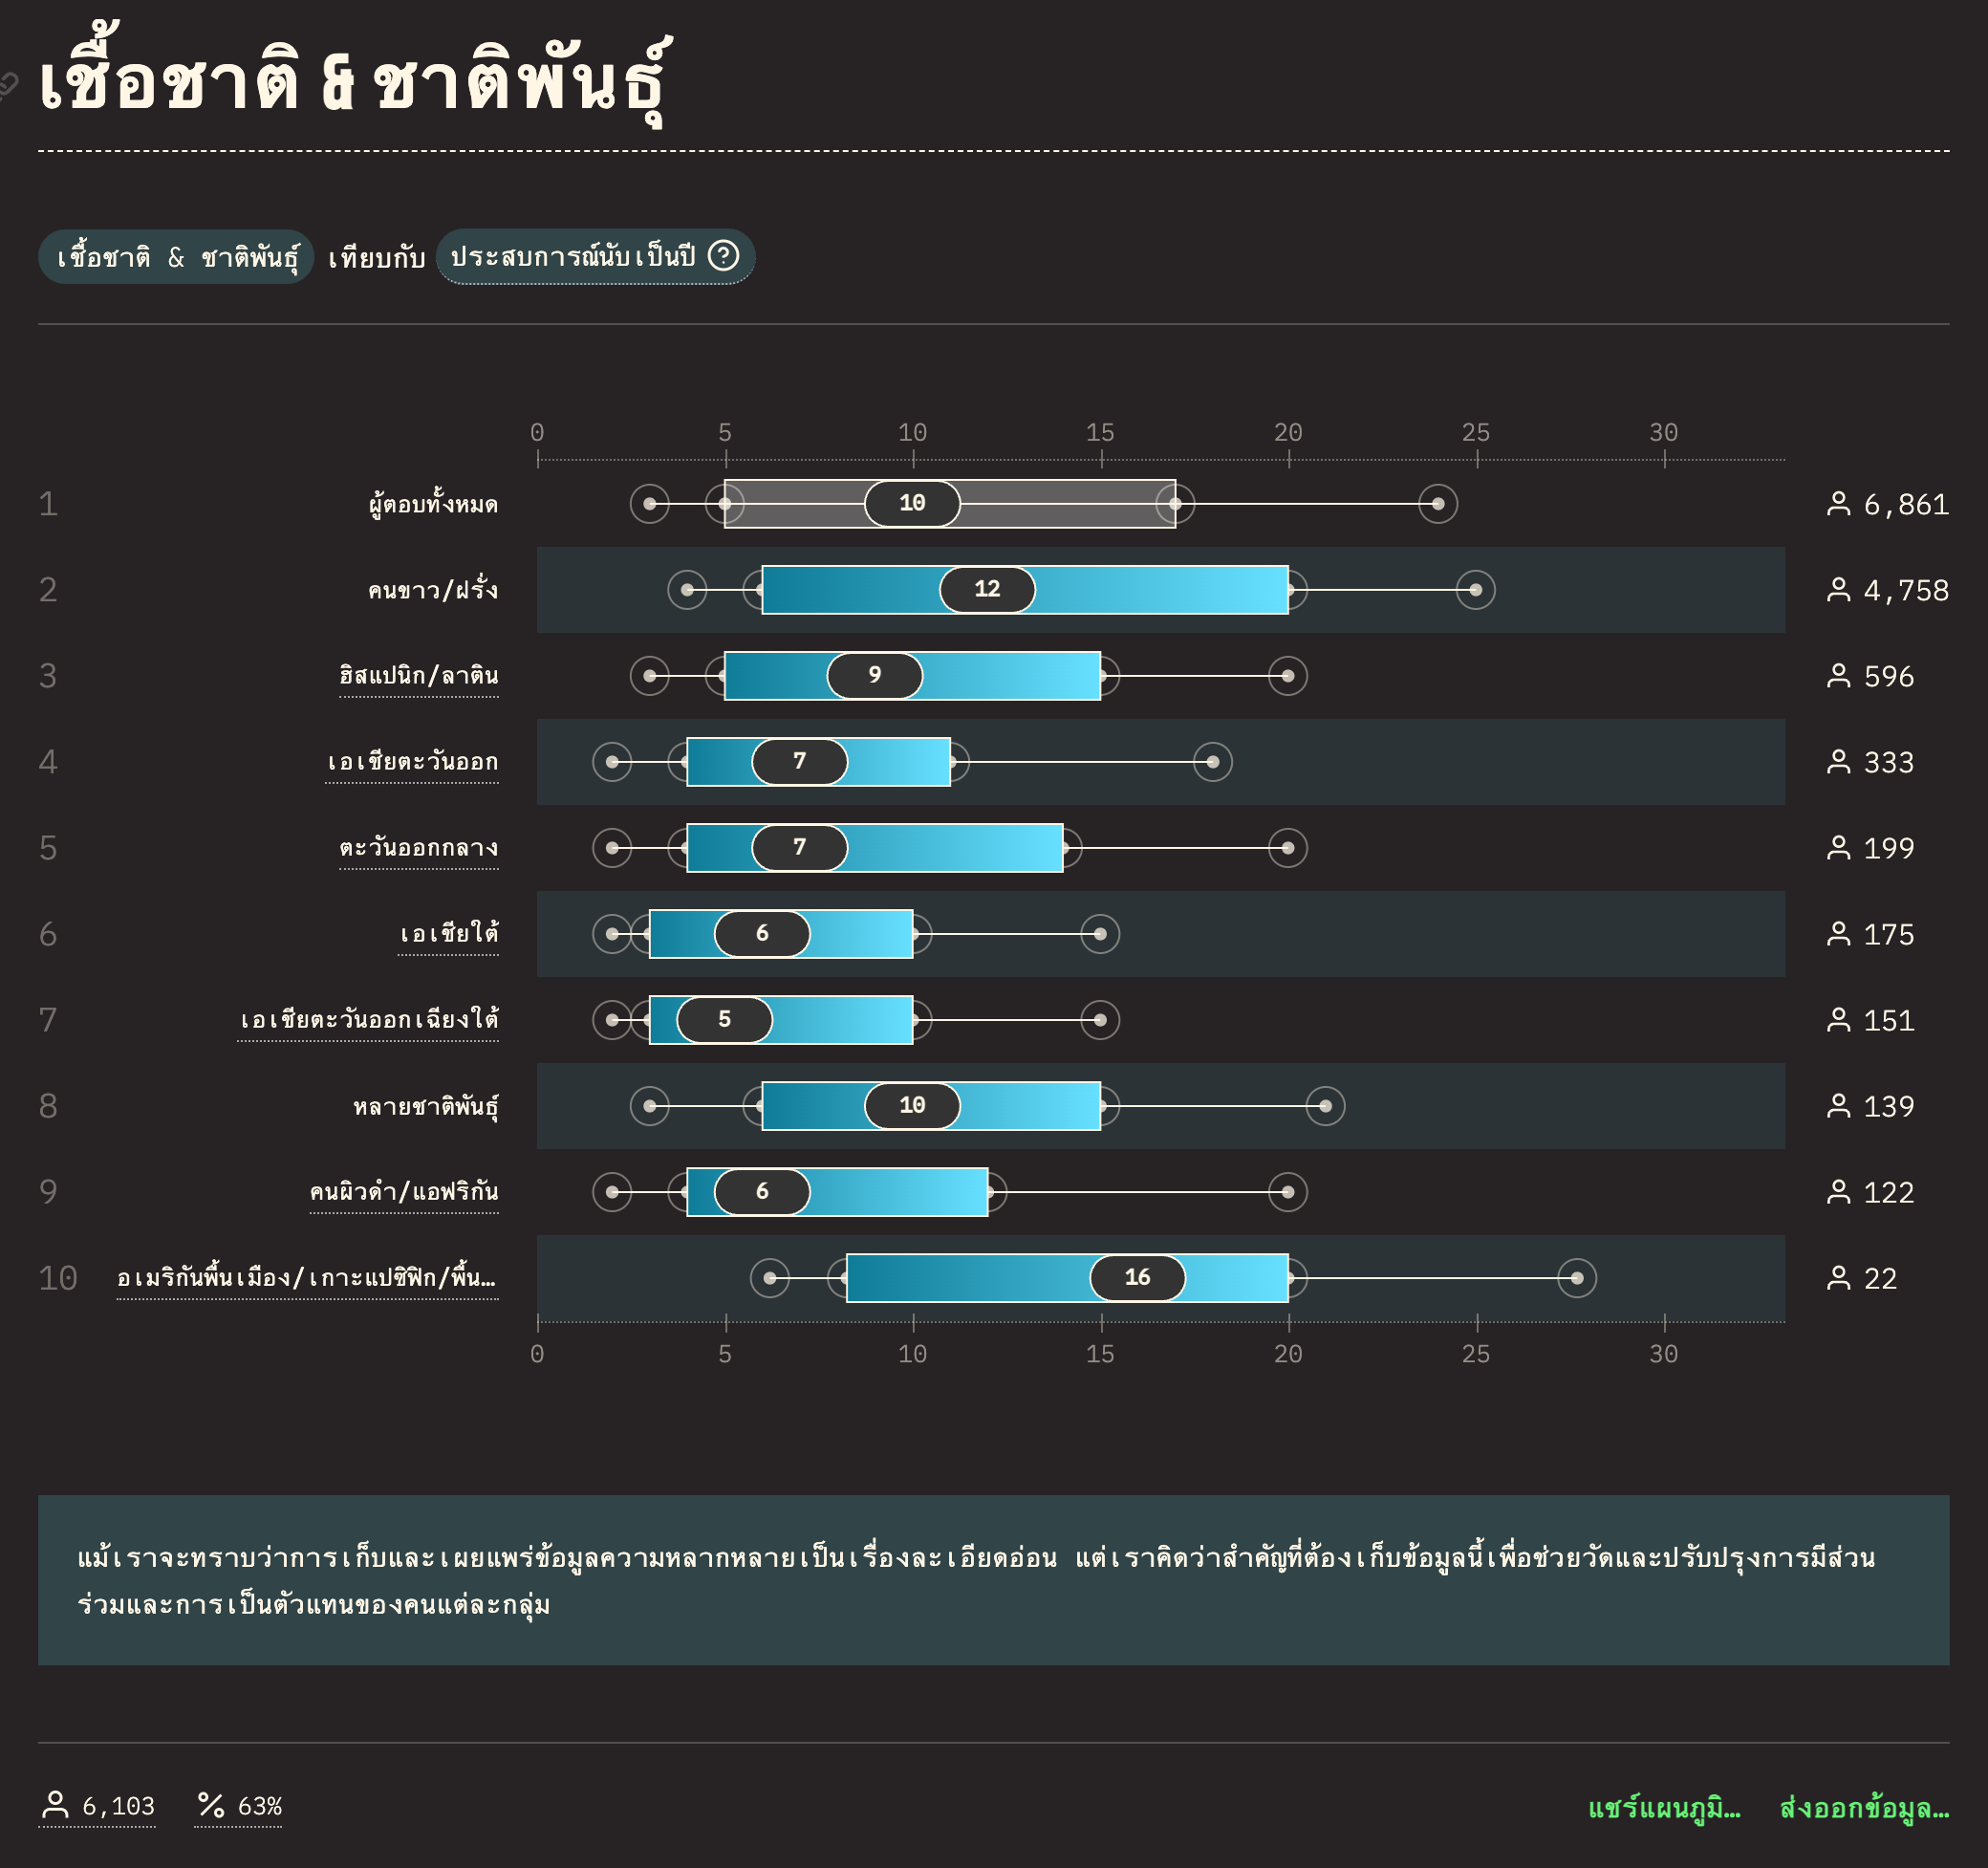 เชื้อชาติ & ชาติพันธุ์
เชื้อชาติ & ชาติพันธุ์ เทียบกับ ประสบการณ์นับเป็นปี ?
0 5 10 15 20 25 30
1 ผู้ตอบทั้งหมด 10 6,861
2 คนขาว/ฝรั่ง 12 4,758
3 ฮิสแปนิก/ลาติน 9 596
4 เอเชียตะวันออก 7 333
5 ตะวันออกกลาง 7 199
6 เอเชียใต้ 6 175
7 เอเชียตะวันออกเฉียงใต้ 5 151
8 หลายชาติพันธุ์ 10 139
9 คนผิวดำ/แอฟริกัน 6 122
10 อเมริกันพื้นเมือง/เกาะแปซิฟิก/พื้น… 16 22
0 5 10 15 20 25 30
แม้เราจะทราบว่าการเก็บและเผยแพร่ข้อมูลความหลากหลายเป็นเรื่องละเอียดอ่อน แต่เราคิดว่าสำคัญที่ต้องเก็บข้อมูลนี้เพื่อช่วยวัดและปรับปรุงการมีส่วน
ร่วมและการเป็นตัวแทนของคนแต่ละกลุ่ม
6,103 % 63% แชร์แผนภูมิ… ส่งออกข้อมูล…